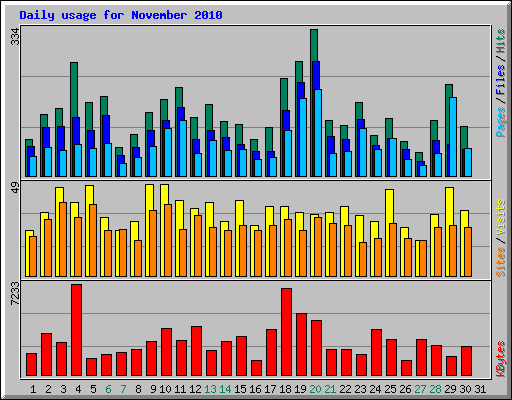 Daily usage for November 2010
334
Pages / Files / Hits
49
Sites / Visits
7233
KBytes
1 2 3 4 5 6 7 8 9 10 11 12 13 14 15 16 17 18 19 20 21 22 23 24 25 26 27 28 29 30 31